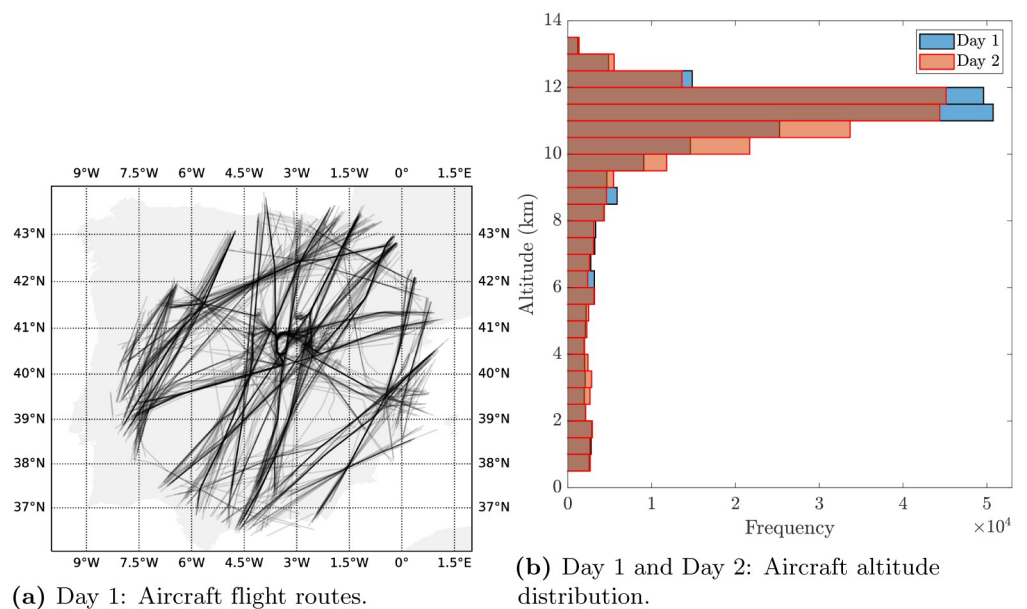 9°W 7.5°W 6°W 4.5°W 3°W 1.5°W 0° 1.5°E
43°N 43°N
42°N 42°N
41°N 41°N
40°N 40°N
39°N 39°N
38°N 38°N
37°N 37°N
9°W 7.5°W 6°W 4.5°W 3°W 1.5°W 0° 1.5°E
(a) Day 1: Aircraft flight routes.
14
12
10
8
6
4
2
0
Altitude (km)
Day 1
Day 2
0 1 2 3 4 5
Frequency
×10⁴
(b) Day 1 and Day 2: Aircraft altitude
distribution.